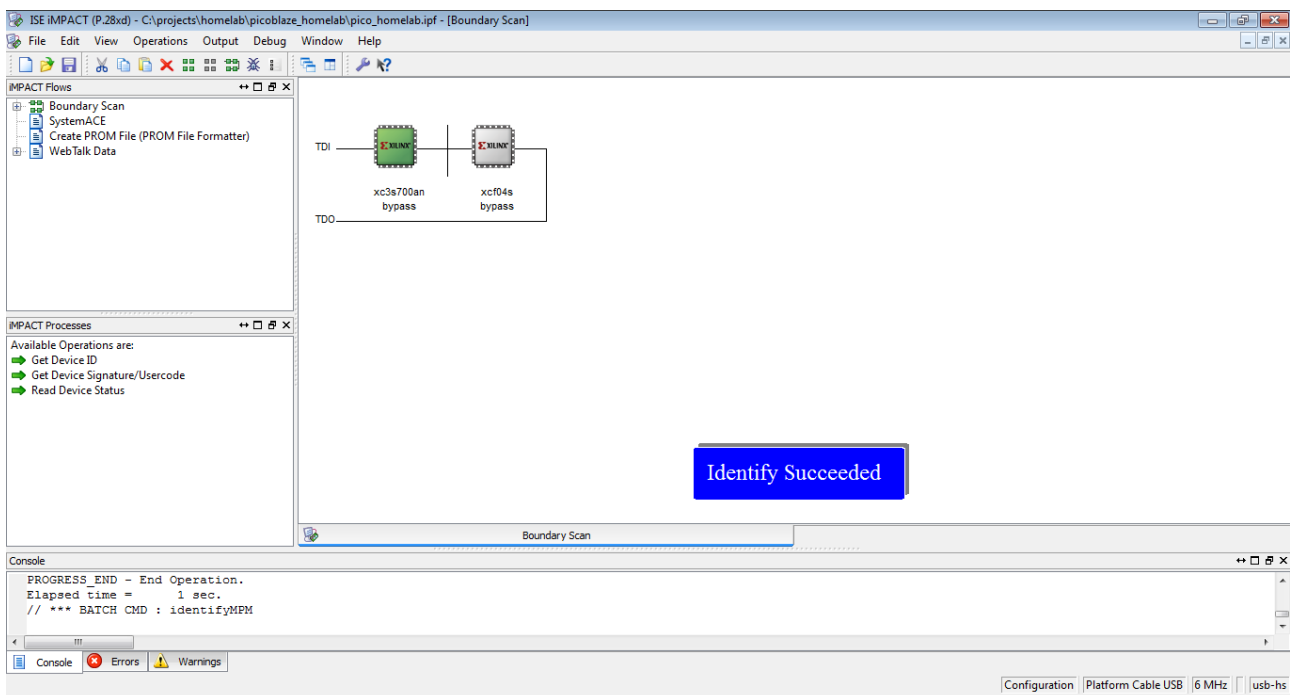 ISE iMPACT (P.28xd) - C:\projects\homelab\picoblaze_homelab\pico_homelab.ipf - [Boundary Scan]
File Edit View Operations Output Debug Window Help
iMPACT Flows
Boundary Scan
SystemACE
Create PROM File (PROM File Formatter)
WebTalk Data
TDI
XILINX XILINX
xc3s700an xcf04s
bypass bypass
TDO
iMPACT Processes
Available Operations are:
Get Device ID
Get Device Signature/Usercode
Read Device Status
Identify Succeeded
Boundary Scan
Console
PROGRESS_END - End Operation.
Elapsed time = 1 sec.
// *** BATCH CMD : identifyMPM
Console Errors Warnings
Configuration Platform Cable USB 6 MHz usb-hs